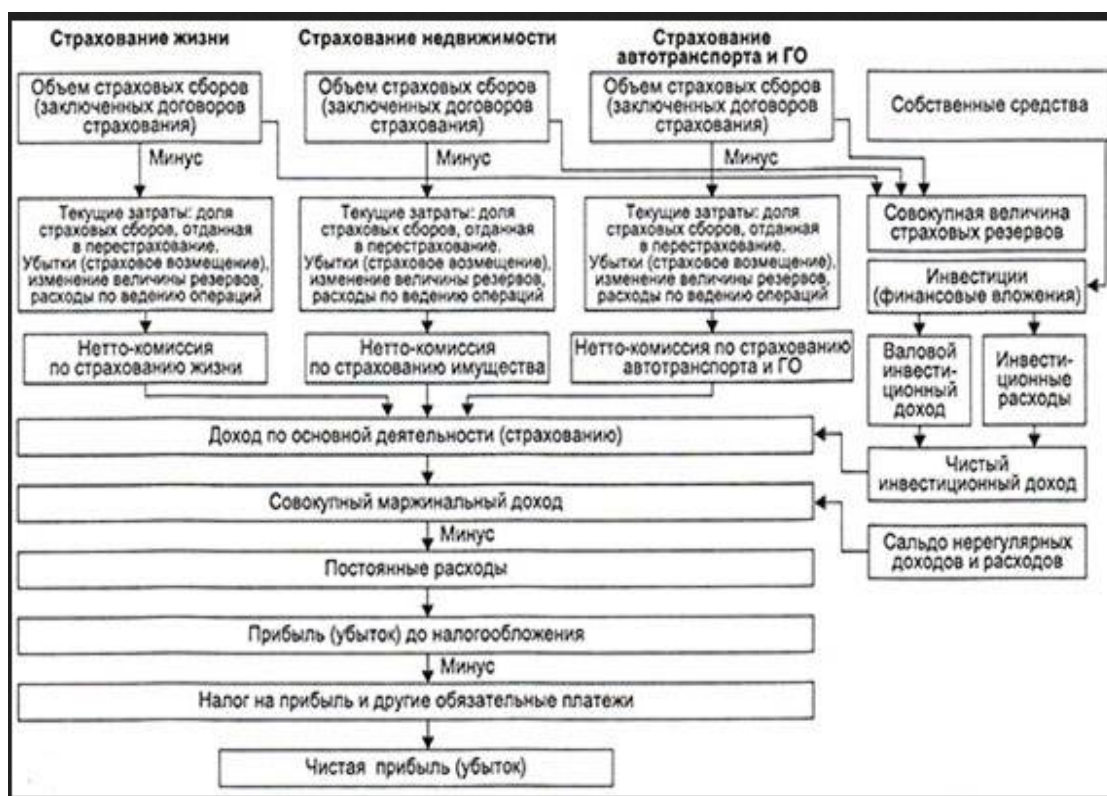 Страхование жизни
Страхование недвижимости
Страхование
автотранспорта и ГО
Объем страховых сборов
(заключенных договоров
страхования)
Объем страховых сборов
(заключенных договоров
страхования)
Объем страховых сборов
(заключенных договоров
страхования)
Собственные средства
Минус
Минус
Минус
Текущие затраты: доля
страховых сборов, отданная
в перестрахование.
Убытки (страховое возмещение),
изменение величины резервов,
расходы по ведению операций
Текущие затраты: доля
страховых сборов, отданная
в перестрахование.
Убытки (страховое возмещение),
изменение величины резервов,
расходы по ведению операций
Текущие затраты: доля
страховых сборов, отданная
в перестрахование.
Убытки (страховое возмещение),
изменение величины резервов,
расходы по ведению операций
Совокупная величина
страховых резервов
Инвестиции
(финансовые вложения)
Нетто-комиссия
по страхованию жизни
Нетто-комиссия
по страхованию имущества
Нетто-комиссия по страхованию
автотранспорта и ГО
Валовой
инвести-
ционный
доход
Инвести-
ционные
расходы
Доход по основной деятельности (страхованию)
Чистый
инвестиционный доход
Совокупный маржинальный доход
Минус
Сальдо нерегулярных
доходов и расходов
Постоянные расходы
Прибыль (убыток) до налогообложения
Минус
Налог на прибыль и другие обязательные платежи
Чистая прибыль (убыток)